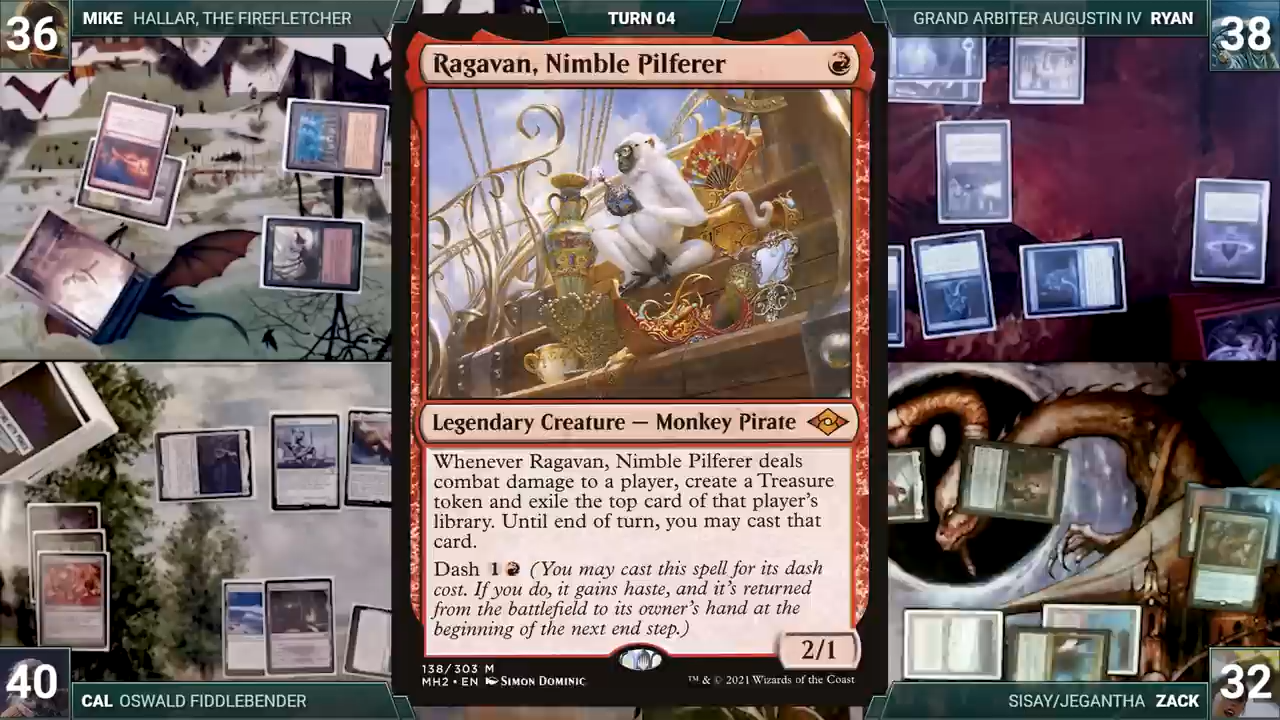 36
MIKE HALLAR, THE FIREFLETCHER
TURN 04
GRAND ARBITER AUGUSTIN IV RYAN
38
Ragavan, Nimble Pilferer
Legendary Creature — Monkey Pirate
Whenever Ragavan, Nimble Pilferer deals
combat damage to a player, create a Treasure
token and exile the top card of that player's
library. Until end of turn, you may cast that
card.
Dash 1 (You may cast this spell for its dash
cost. If you do, it gains haste, and it's returned
from the battlefield to its owner's hand at the
beginning of the next end step.)
2/1
138/303 M
MH2 • EN SIMON DOMINIC
™ & © 2021 Wizards of the Coast
40
CAL OSWALD FIDDLEBENDER
SISAY/JEGANTHA ZACK
32